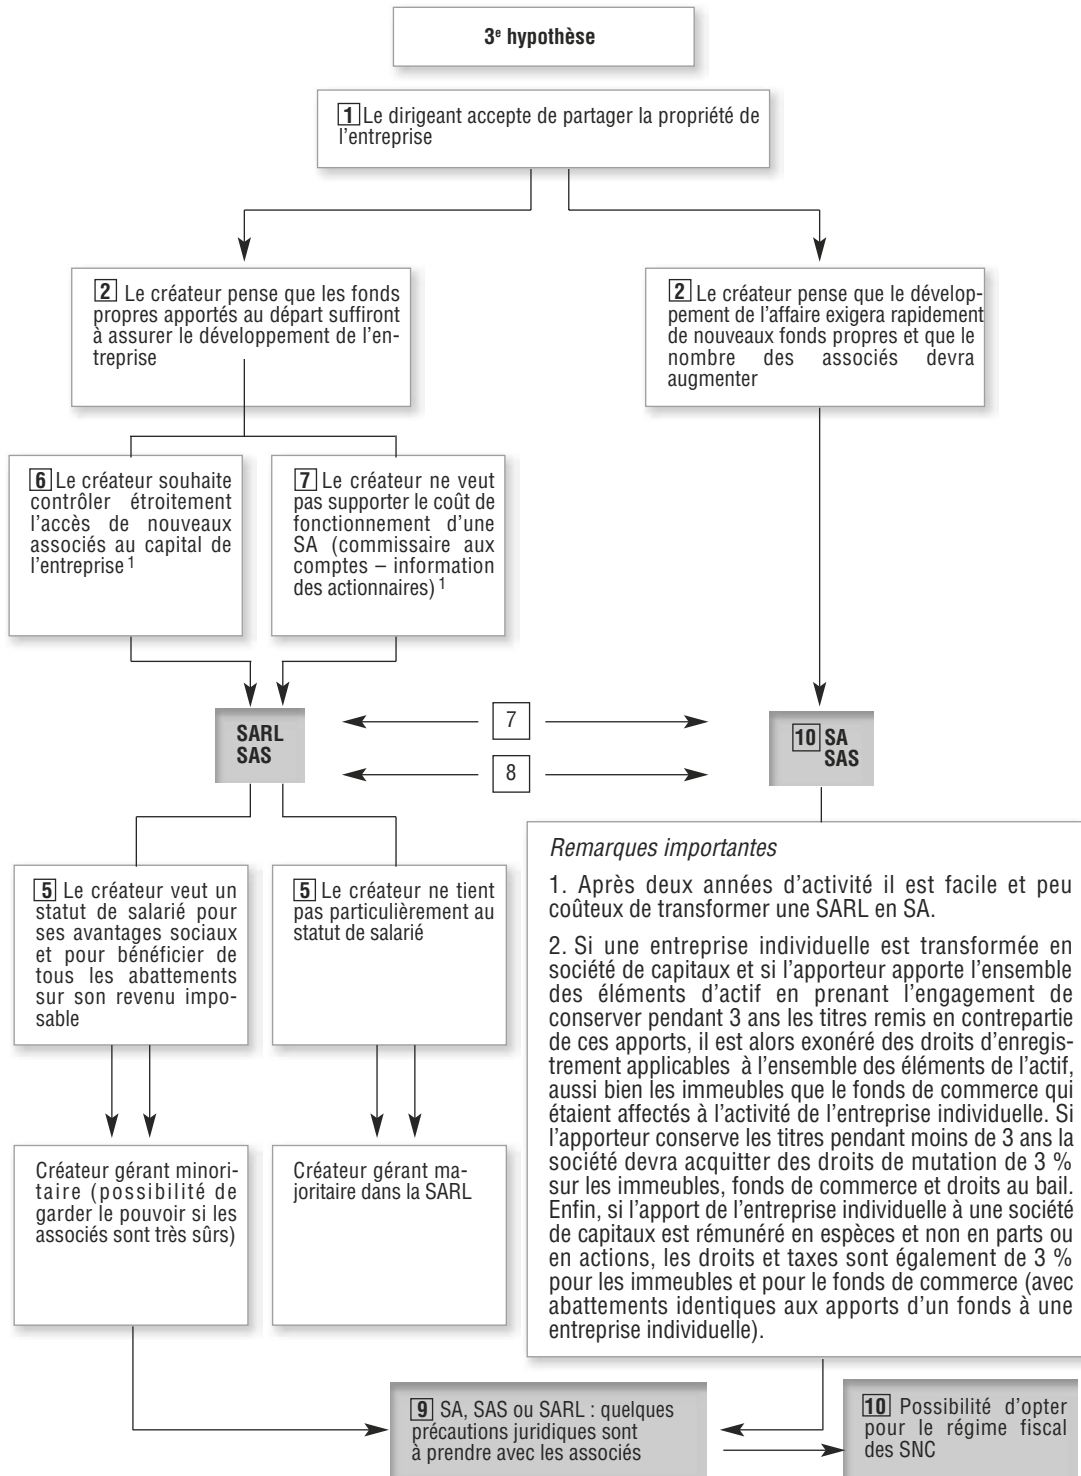 3e hypothèse
1 Le dirigeant accepte de partager la propriété de
l'entreprise
2 Le créateur pense que les fonds
propres apportés au départ suffiront
à assurer le développement de l'en-
treprise
2 Le créateur pense que le dévelop-
pement de l'affaire exigera rapidement
de nouveaux fonds propres et que le
nombre des associés devra
augmenter
6 Le créateur souhaite
contrôler étroitement
l'accès de nouveaux
associés au capital de
l'entreprise 1
7 Le créateur ne veut
pas supporter le coût de
fonctionnement d'une
SA (commissaire aux
comptes – information
des actionnaires) 1
SARL
SAS
7
8
10 SA
SAS
5 Le créateur veut un
statut de salarié pour
ses avantages sociaux
et pour bénéficier de
tous les abattements
sur son revenu impo-
sable
5 Le créateur ne tient
pas particulièrement au
statut de salarié
Remarques importantes
1. Après deux années d'activité il est facile et peu
coûteux de transformer une SARL en SA.
2. Si une entreprise individuelle est transformée en
société de capitaux et si l'apporteur apporte l'ensemble
des éléments d'actif en prenant l'engagement de
conserver pendant 3 ans les titres remis en contrepartie
de ces apports, il est alors exonéré des droits d'enregis-
trement applicables à l'ensemble des éléments de l'actif,
aussi bien les immeubles que le fonds de commerce qui
étaient affectés à l'activité de l'entreprise individuelle. Si
l'apporteur conserve les titres pendant moins de 3 ans la
société devra acquitter des droits de mutation de 3 %
sur les immeubles, fonds de commerce et droits au bail.
Enfin, si l'apport de l'entreprise individuelle à une société
de capitaux est rémunéré en espèces et non en parts ou
en actions, les droits et taxes sont également de 3 %
pour les immeubles et pour le fonds de commerce (avec
abattements identiques aux apports d'un fonds à une
entreprise individuelle).
Créateur gérant minori-
taire (possibilité de
garder le pouvoir si les
associés sont très sûrs)
Créateur gérant ma-
joritaire dans la SARL
9 SA, SAS ou SARL : quelques
précautions juridiques sont
à prendre avec les associés
10 Possibilité d'opter
pour le régime fiscal
des SNC